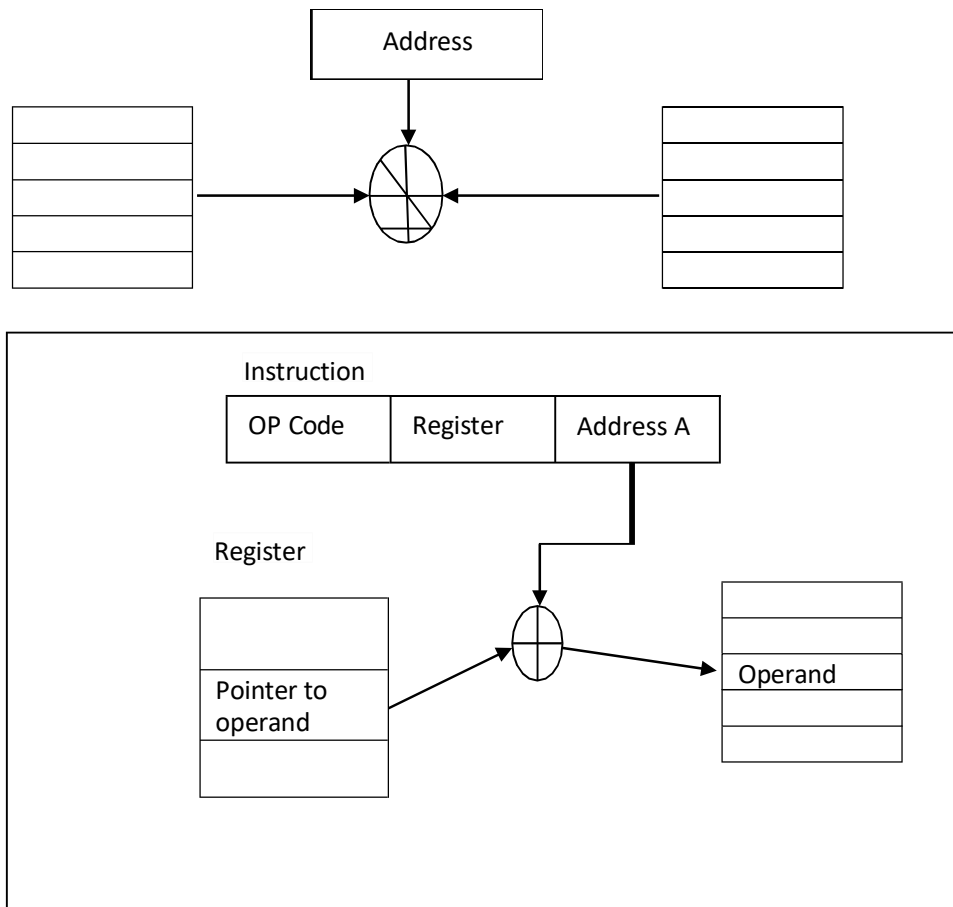 Address
Instruction
OP Code Register Address A
Register
Pointer to
operand
Operand